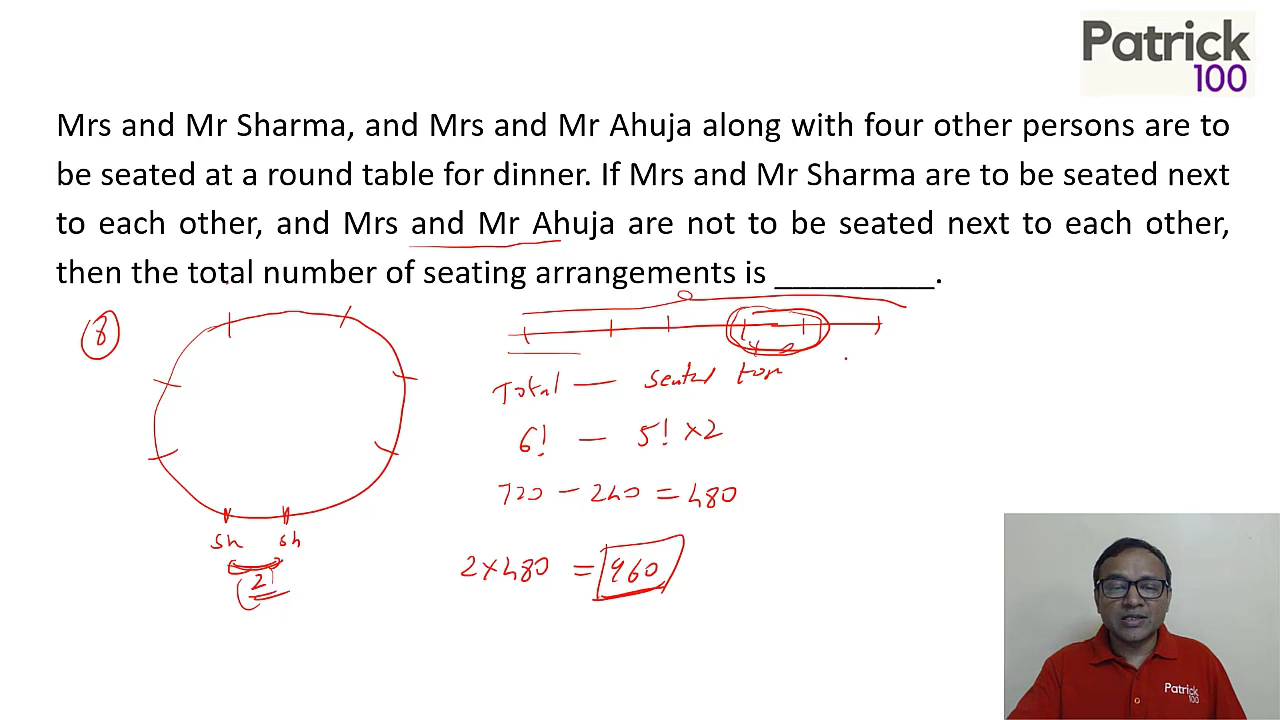 Patrick
100
Mrs and Mr Sharma, and Mrs and Mr Ahuja along with four other persons are to
be seated at a round table for dinner. If Mrs and Mr Sharma are to be seated next
to each other, and Mrs and Mr Ahuja are not to be seated next to each other,
then the total number of seating arrangements is __________.
8
Total — seated tog
6! — 5! ×2
720 — 240 = 480
sh sh
2
2×480 = 960
Patrick
100